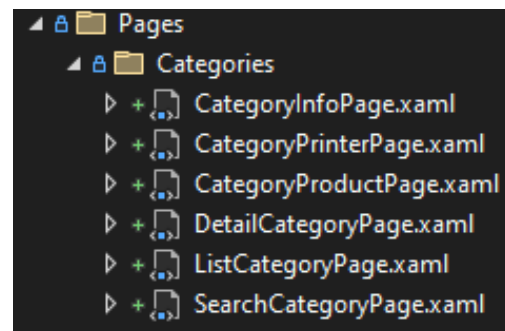 Pages
Categories
CategoryInfoPage.xaml
CategoryPrinterPage.xaml
CategoryProductPage.xaml
DetailCategoryPage.xaml
ListCategoryPage.xaml
SearchCategoryPage.xaml